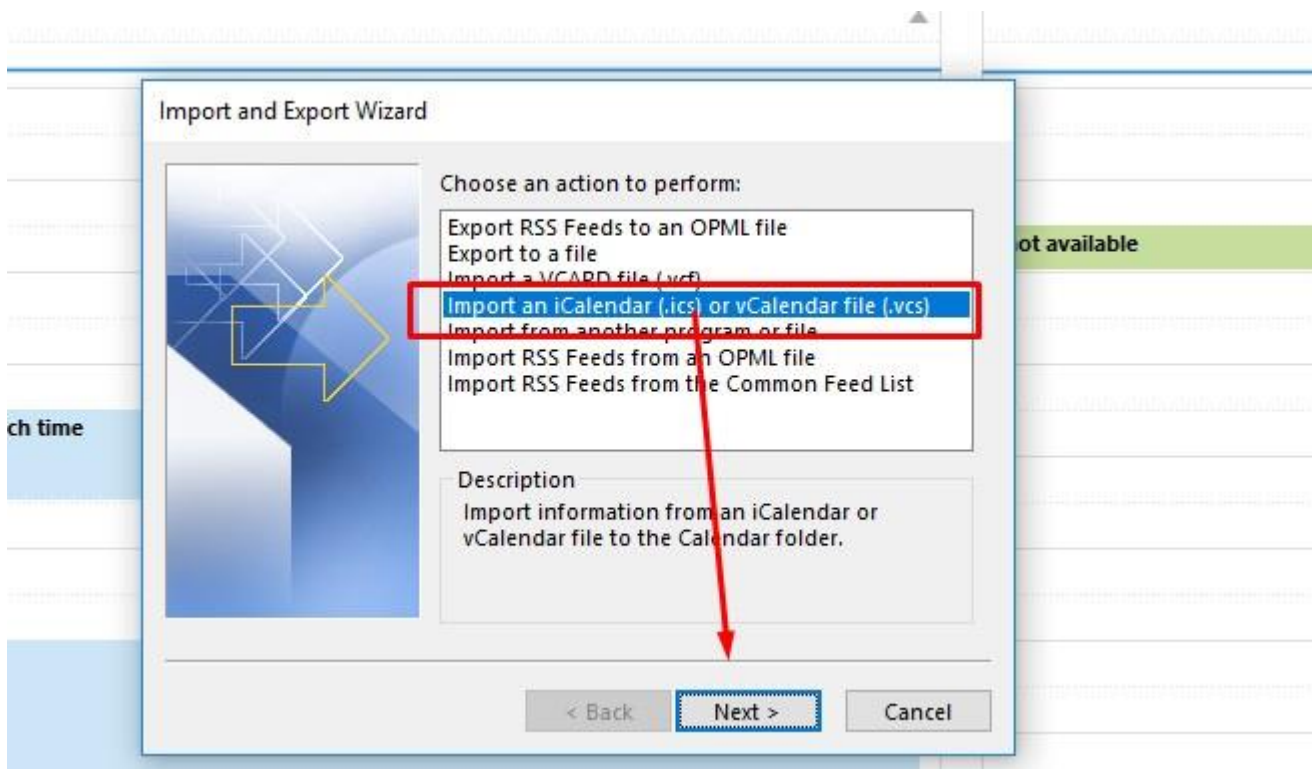 Import and Export Wizard
Choose an action to perform:
Export RSS Feeds to an OPML file
Export to a file
Import a VCARD file (.vcf)
Import an iCalendar (.ics) or vCalendar file (.vcs)
Import from another program or file
Import RSS Feeds from an OPML file
Import RSS Feeds from the Common Feed List
ot available
ch time
Description
Import information from an iCalendar or
vCalendar file to the Calendar folder.
< Back
Next >
Cancel